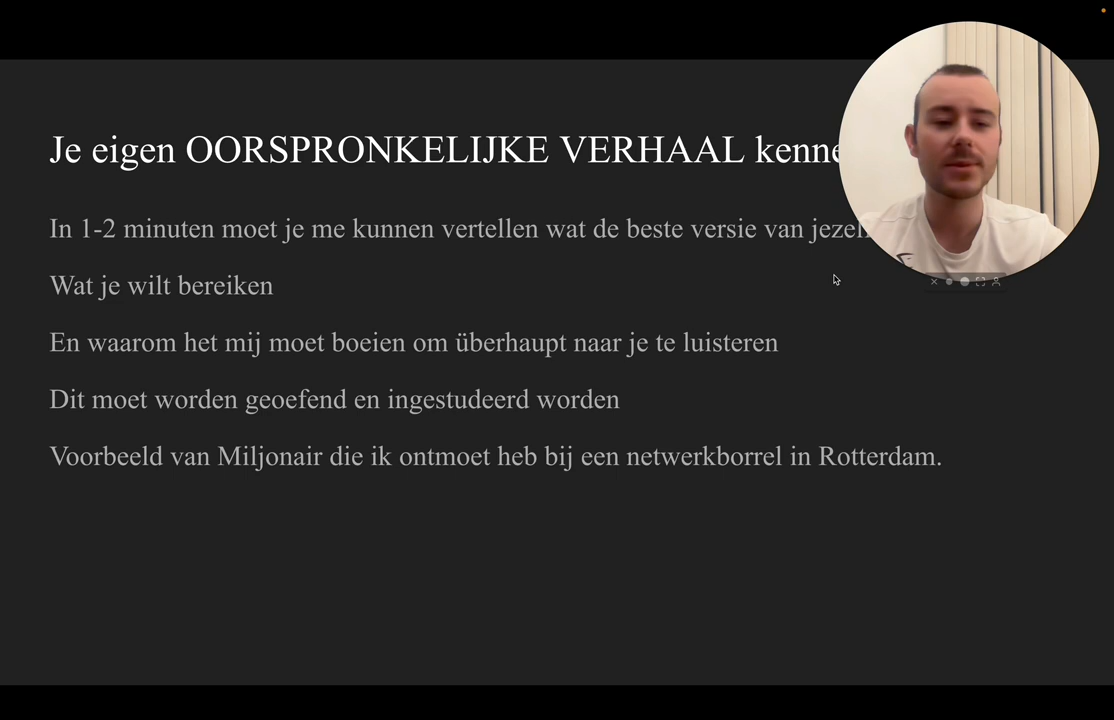 Je eigen OORSPRONKELIJKE VERHAAL
In 1-2 minuten moet je me kunnen vertellen wat de beste versie van
Wat je wilt bereiken
En waarom het mij moet boeien om überhaupt naar je te luisteren
Dit moet worden geoefend en ingestudeerd worden
Voorbeeld van Miljonair die ik ontmoet heb bij een netwerkborrel in Rotterdam.